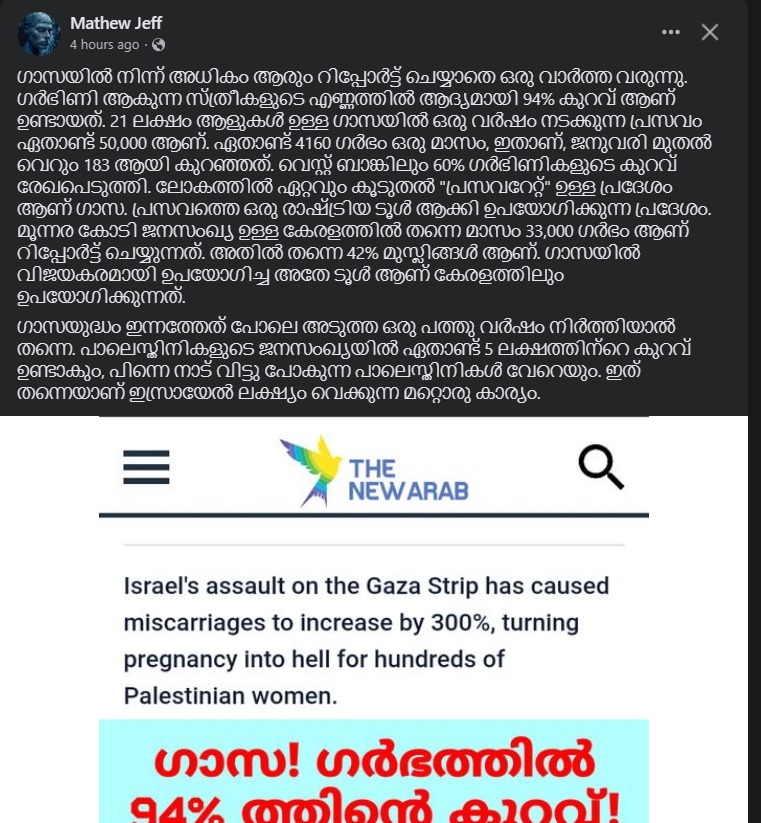 Mathew Jeff
4 hours ago ·
ഗാസയിൽ നിന്ന് അധികം ആരും റിപ്പോർട്ട് ചെയ്യാതെ ഒരു വാർത്ത വരുന്നു.
ഗർഭിണി ആകുന്ന സ്ത്രീകളുടെ എണ്ണത്തിൽ ആദ്യമായി 94% കുറവ് ആണ്
ഉണ്ടായത്. 21 ലക്ഷം ആളുകൾ ഉള്ള ഗാസയിൽ ഒരു വർഷം നടക്കുന്ന പ്രസവം
ഏതാണ്ട് 50,000 ആണ്. ഏതാണ്ട് 4160 ഗർഭം ഒരു മാസം, ഇതാണ്, ജനുവരി മുതൽ
വെറും 183 ആയി കുറഞ്ഞത്. വെസ്റ്റ് ബാങ്കിലും 60% ഗർഭിണികളുടെ കുറവ്
രേഖപെടുത്തി. ലോകത്തിൽ ഏറ്റവും കൂടുതൽ "പ്രസവറേറ്റ്" ഉള്ള പ്രദേശം
ആണ് ഗാസ. പ്രസവത്തെ ഒരു രാഷ്ട്രിയ ടൂൾ ആക്കി ഉപയോഗിക്കുന്ന പ്രദേശം.
മൂന്നര കോടി ജനസംഖ്യ ഉള്ള കേരളത്തിൽ തന്നെ മാസം 33,000 ഗർഭം ആണ്
റിപ്പോർട്ട് ചെയ്യുന്നത്. അതിൽ തന്നെ 42% മുസ്ലിങ്ങൾ ആണ്. ഗാസയിൽ
വിജയകരമായി ഉപയോഗിച്ച അതേ ടൂൾ ആണ് കേരളത്തിലും
ഉപയോഗിക്കുന്നത്.
ഗാസയുദ്ധം ഇന്നത്തേത് പോലെ അടുത്ത ഒരു പത്തു വർഷം നിർത്തിയാൽ
തന്നെ. പാലെസ്തിനികളുടെ ജനസംഖ്യയിൽ ഏതാണ്ട് 5 ലക്ഷത്തിന്റെ കുറവ്
ഉണ്ടാകും, പിന്നെ നാട് വിട്ടു പോകുന്ന പാലെസ്തിനികൾ വേറെയും. ഇത്
തന്നെയാണ് ഇസ്രായേൽ ലക്ഷ്യം വെക്കുന്ന മറ്റൊരു കാര്യം.
THE
NEW ARAB
Israel's assault on the Gaza Strip has caused
miscarriages to increase by 300%, turning
pregnancy into hell for hundreds of
Palestinian women.
ഗാസ! ഗർഭത്തിൽ
94% ത്തിന്റെ കുറവ്!